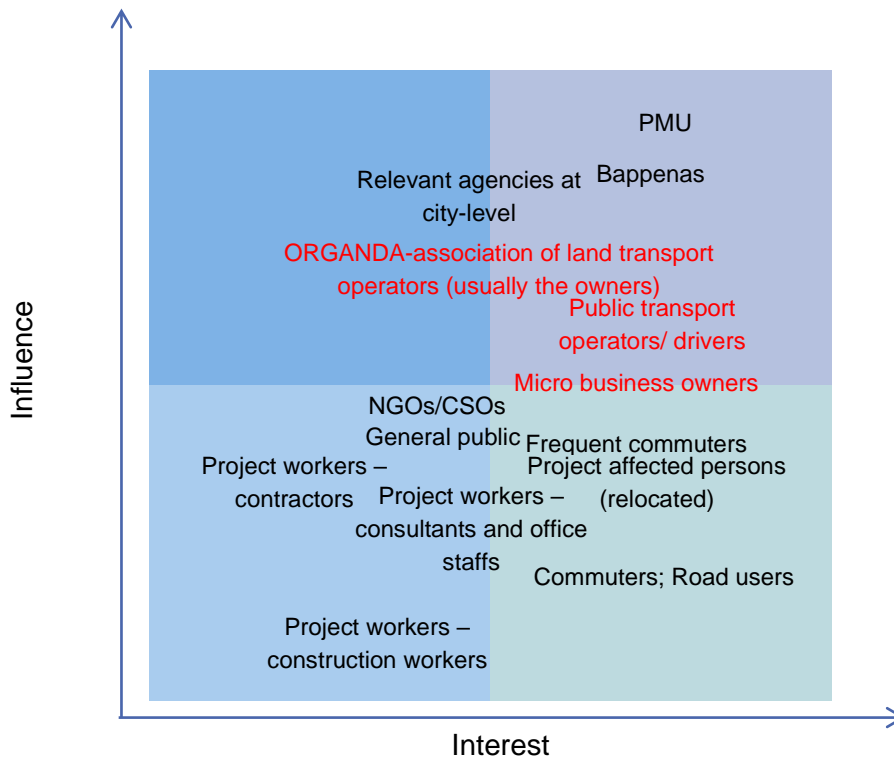 PMU
Bappenas
Relevant agencies at
city-level
ORGANDA-association of land transport
operators (usually the owners)
Public transport
operators/ drivers
Micro business owners
NGOs/CSOs
General public
Frequent commuters
Project workers –
contractors
Project affected persons
(relocated)
Project workers –
consultants and office
staffs
Commuters; Road users
Project workers –
construction workers
Influence
Interest